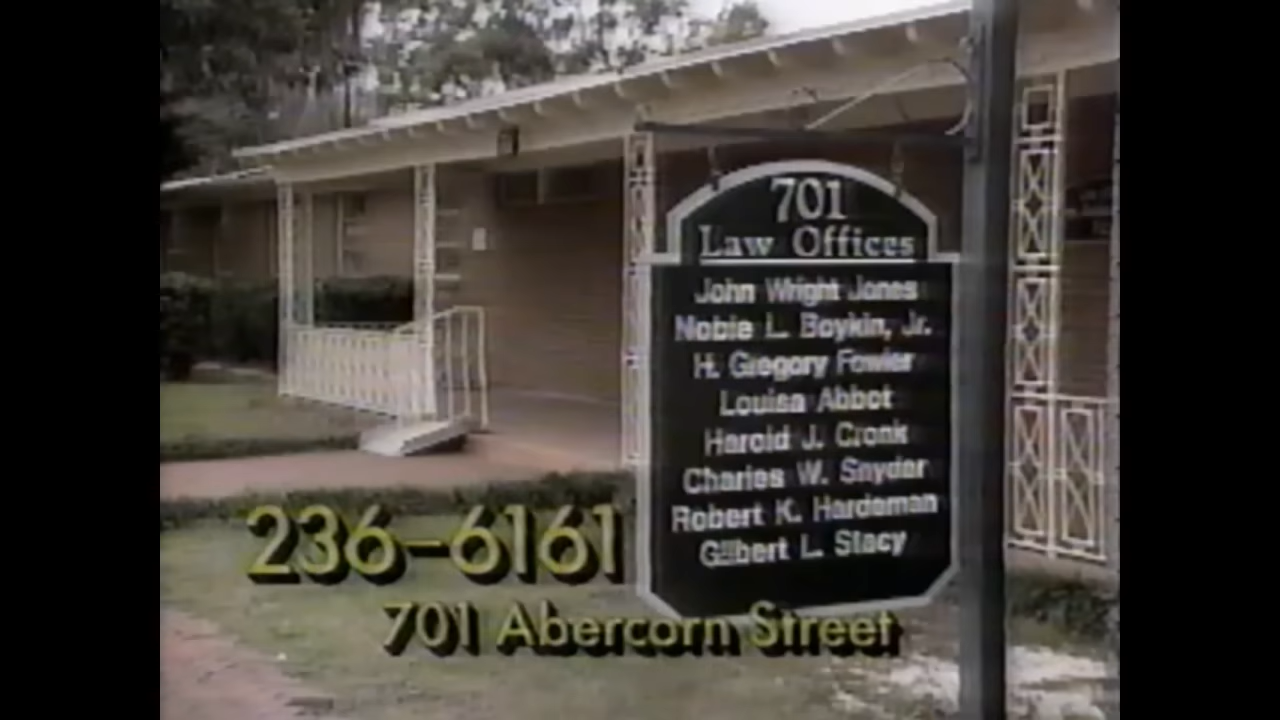 701
Law Offices
John Wright Jones
Noble L. Boykin, Jr.
H. Gregory Fowler
Louisa Abbot
Harold J. Cronk
Charles W. Snyder
Robert K. Hardeman
Gilbert L. Stacy
236-6161
701 Abercorn Street